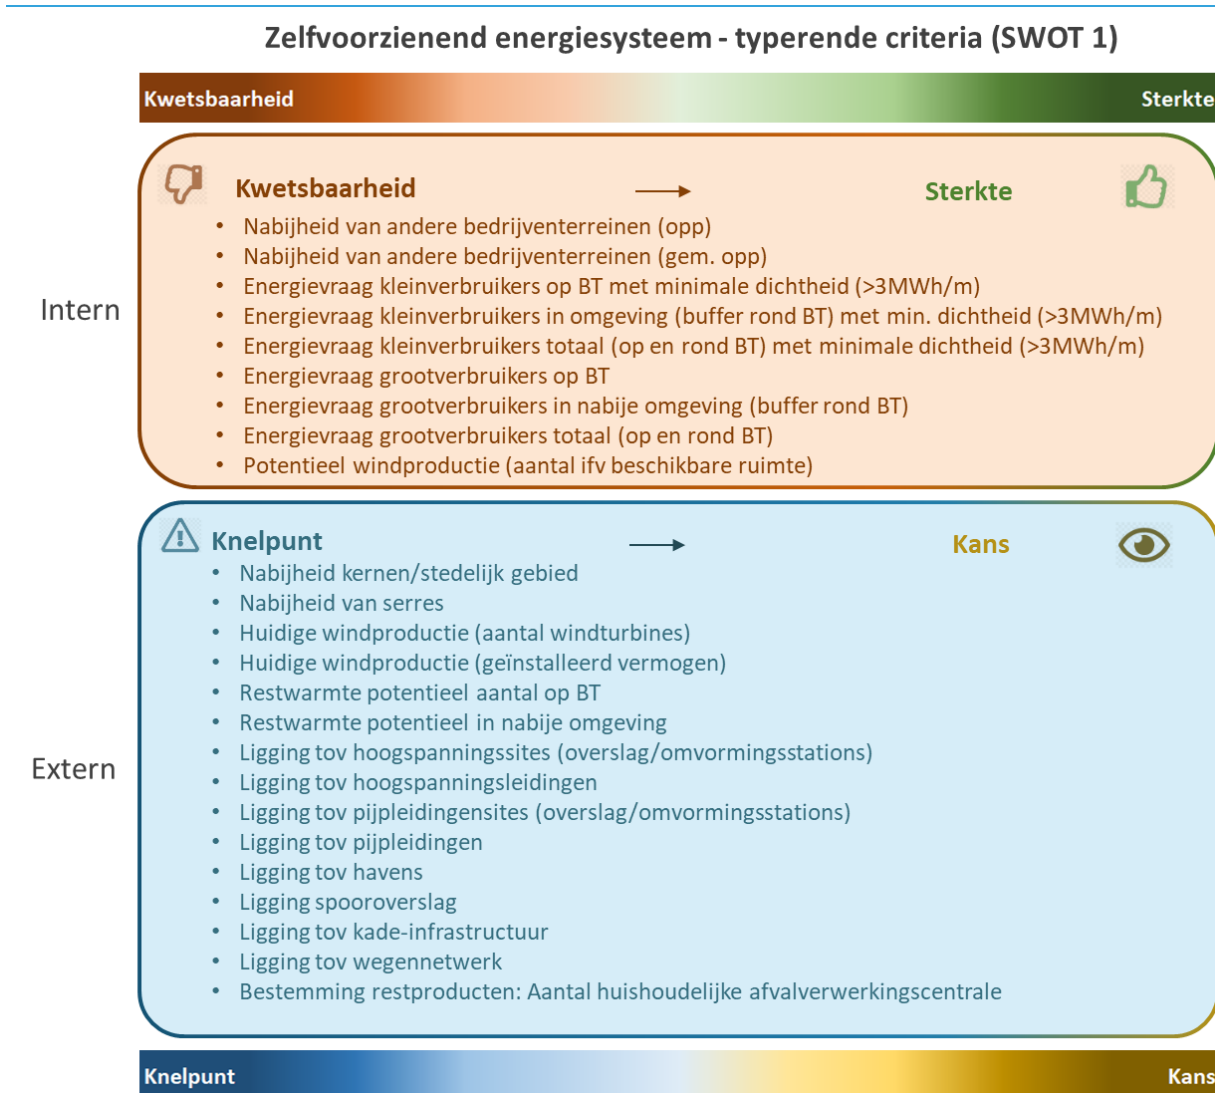 Zelfvoorzienend energiesysteem - typerende criteria (SWOT 1)
Kwetsbaarheid Sterkte
Intern
Kwetsbaarheid → Sterkte
• Nabijheid van andere bedrijventerreinen (opp)
• Nabijheid van andere bedrijventerreinen (gem. opp)
• Energievraag kleinverbruikers op BT met minimale dichtheid (>3MWh/m)
• Energievraag kleinverbruikers in omgeving (buffer rond BT) met min. dichtheid (>3MWh/m)
• Energievraag kleinverbruikers totaal (op en rond BT) met minimale dichtheid (>3MWh/m)
• Energievraag grootverbruikers op BT
• Energievraag grootverbruikers in nabije omgeving (buffer rond BT)
• Energievraag grootverbruikers totaal (op en rond BT)
• Potentieel windproductie (aantal ifv beschikbare ruimte)
Extern
Knelpunt → Kans
• Nabijheid kernen/stedelijk gebied
• Nabijheid van serres
• Huidige windproductie (aantal windturbines)
• Huidige windproductie (geïnstalleerd vermogen)
• Restwarmte potentieel aantal op BT
• Restwarmte potentieel in nabije omgeving
• Ligging tov hoogspanningssites (overslag/omvormingsstations)
• Ligging tov hoogspanningsleidingen
• Ligging tov pijpleidingensites (overslag/omvormingsstations)
• Ligging tov pijpleidingen
• Ligging tov havens
• Ligging spooroverslag
• Ligging tov kade-infrastructuur
• Ligging tov wegennetwerk
• Bestemming restproducten: Aantal huishoudelijke afvalverwerkingscentrale
Knelpunt Kans